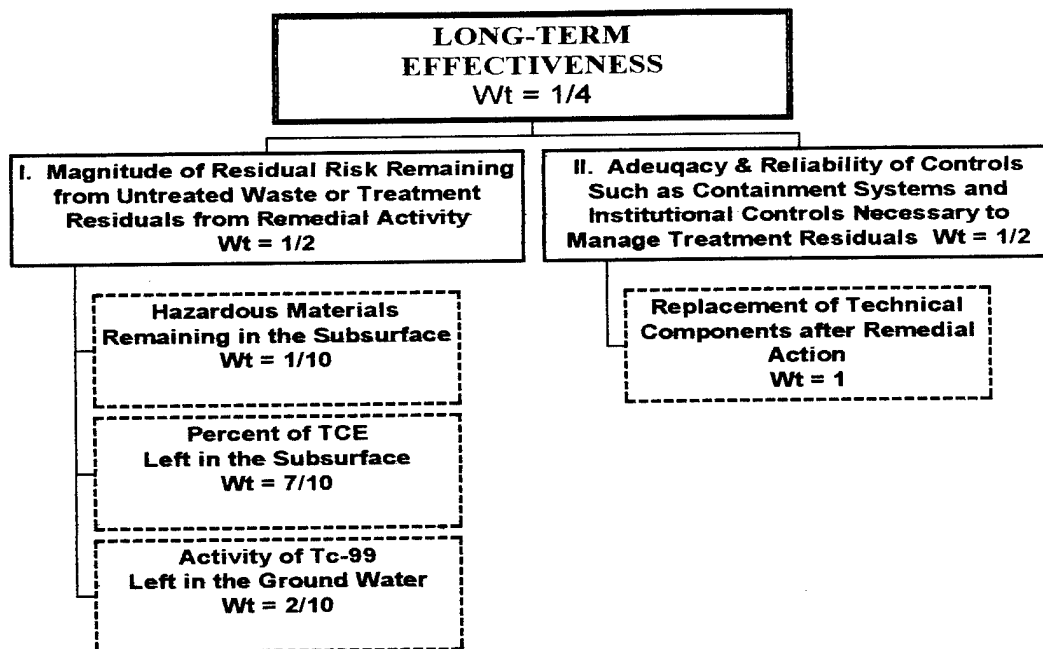 LONG-TERM
EFFECTIVENESS
Wt = 1/4
I. Magnitude of Residual Risk Remaining
from Untreated Waste or Treatment
Residuals from Remedial Activity
Wt = 1/2
II. Adeuqacy & Reliability of Controls
Such as Containment Systems and
Institutional Controls Necessary to
Manage Treatment Residuals Wt = 1/2
Hazardous Materials
Remaining in the Subsurface
Wt = 1/10
Percent of TCE
Left in the Subsurface
Wt = 7/10
Activity of Tc-99
Left in the Ground Water
Wt = 2/10
Replacement of Technical
Components after Remedial
Action
Wt = 1